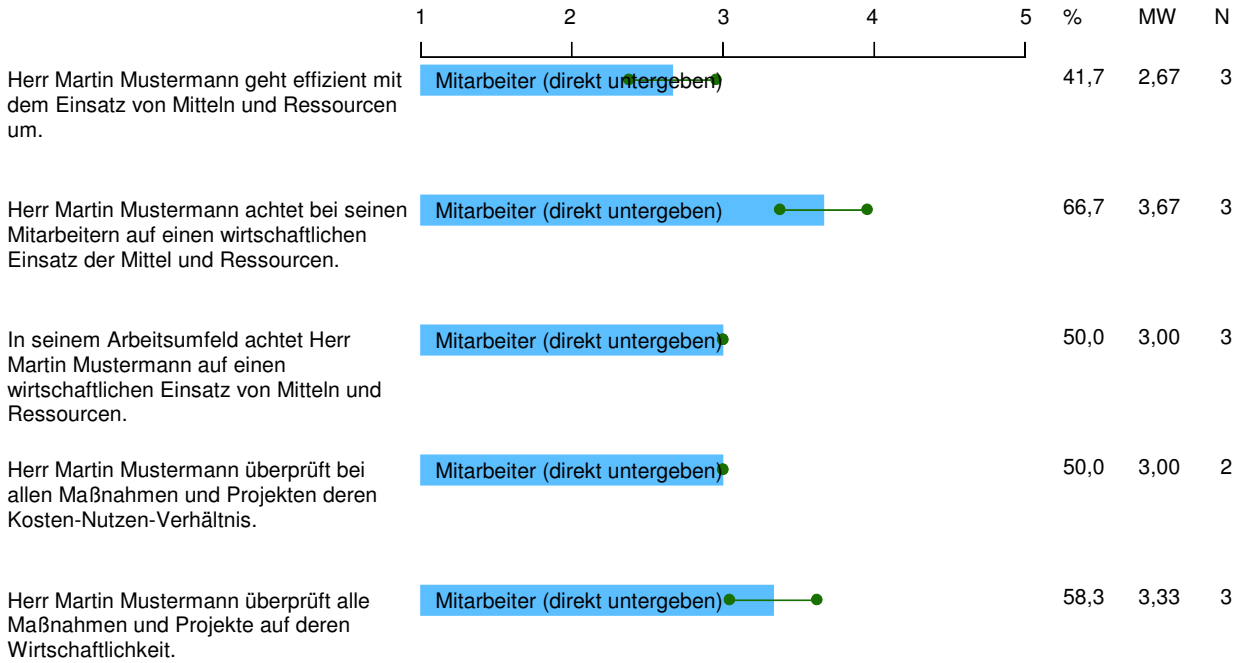 1 2 3 4 5 % MW N
Herr Martin Mustermann geht effizient mit
dem Einsatz von Mitteln und Ressourcen
um.
Mitarbeiter (direkt untergeben) 41,7 2,67 3
Herr Martin Mustermann achtet bei seinen
Mitarbeitern auf einen wirtschaftlichen
Einsatz der Mittel und Ressourcen.
Mitarbeiter (direkt untergeben) 66,7 3,67 3
In seinem Arbeitsumfeld achtet Herr
Martin Mustermann auf einen
wirtschaftlichen Einsatz von Mitteln und
Ressourcen.
Mitarbeiter (direkt untergeben) 50,0 3,00 3
Herr Martin Mustermann überprüft bei
allen Maßnahmen und Projekten deren
Kosten-Nutzen-Verhältnis.
Mitarbeiter (direkt untergeben) 50,0 3,00 2
Herr Martin Mustermann überprüft alle
Maßnahmen und Projekte auf deren
Wirtschaftlichkeit.
Mitarbeiter (direkt untergeben) 58,3 3,33 3